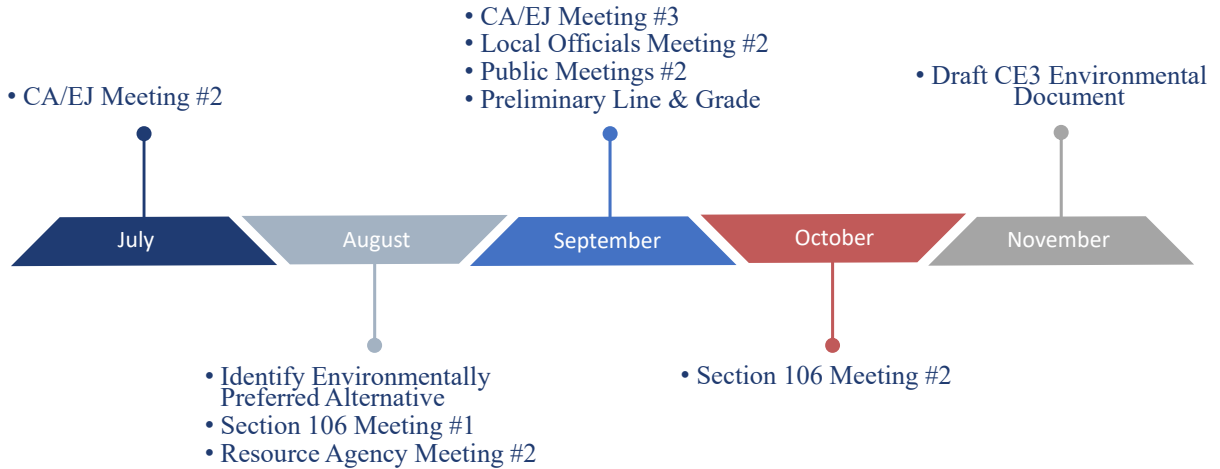 • CA/EJ Meeting #3
• Local Officials Meeting #2
• Public Meetings #2
• Preliminary Line & Grade
• CA/EJ Meeting #2
• Draft CE3 Environmental
Document
July
August
September
October
November
• Identify Environmentally
Preferred Alternative
• Section 106 Meeting #1
• Resource Agency Meeting #2
• Section 106 Meeting #2